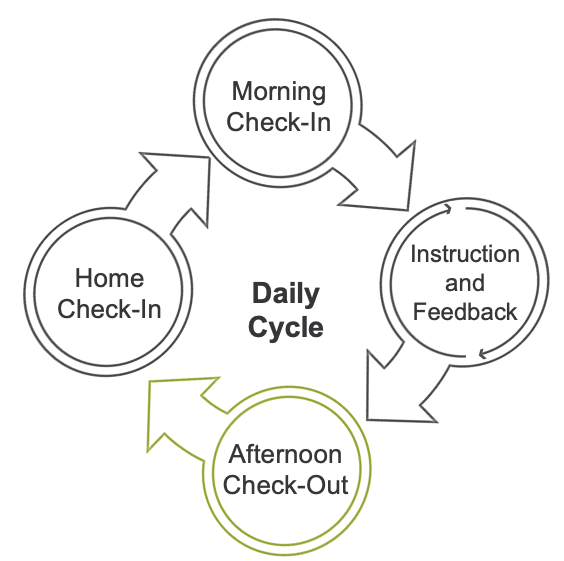 Morning
Check-In
Instruction
and
Feedback
Home
Check-In
Daily
Cycle
Afternoon
Check-Out